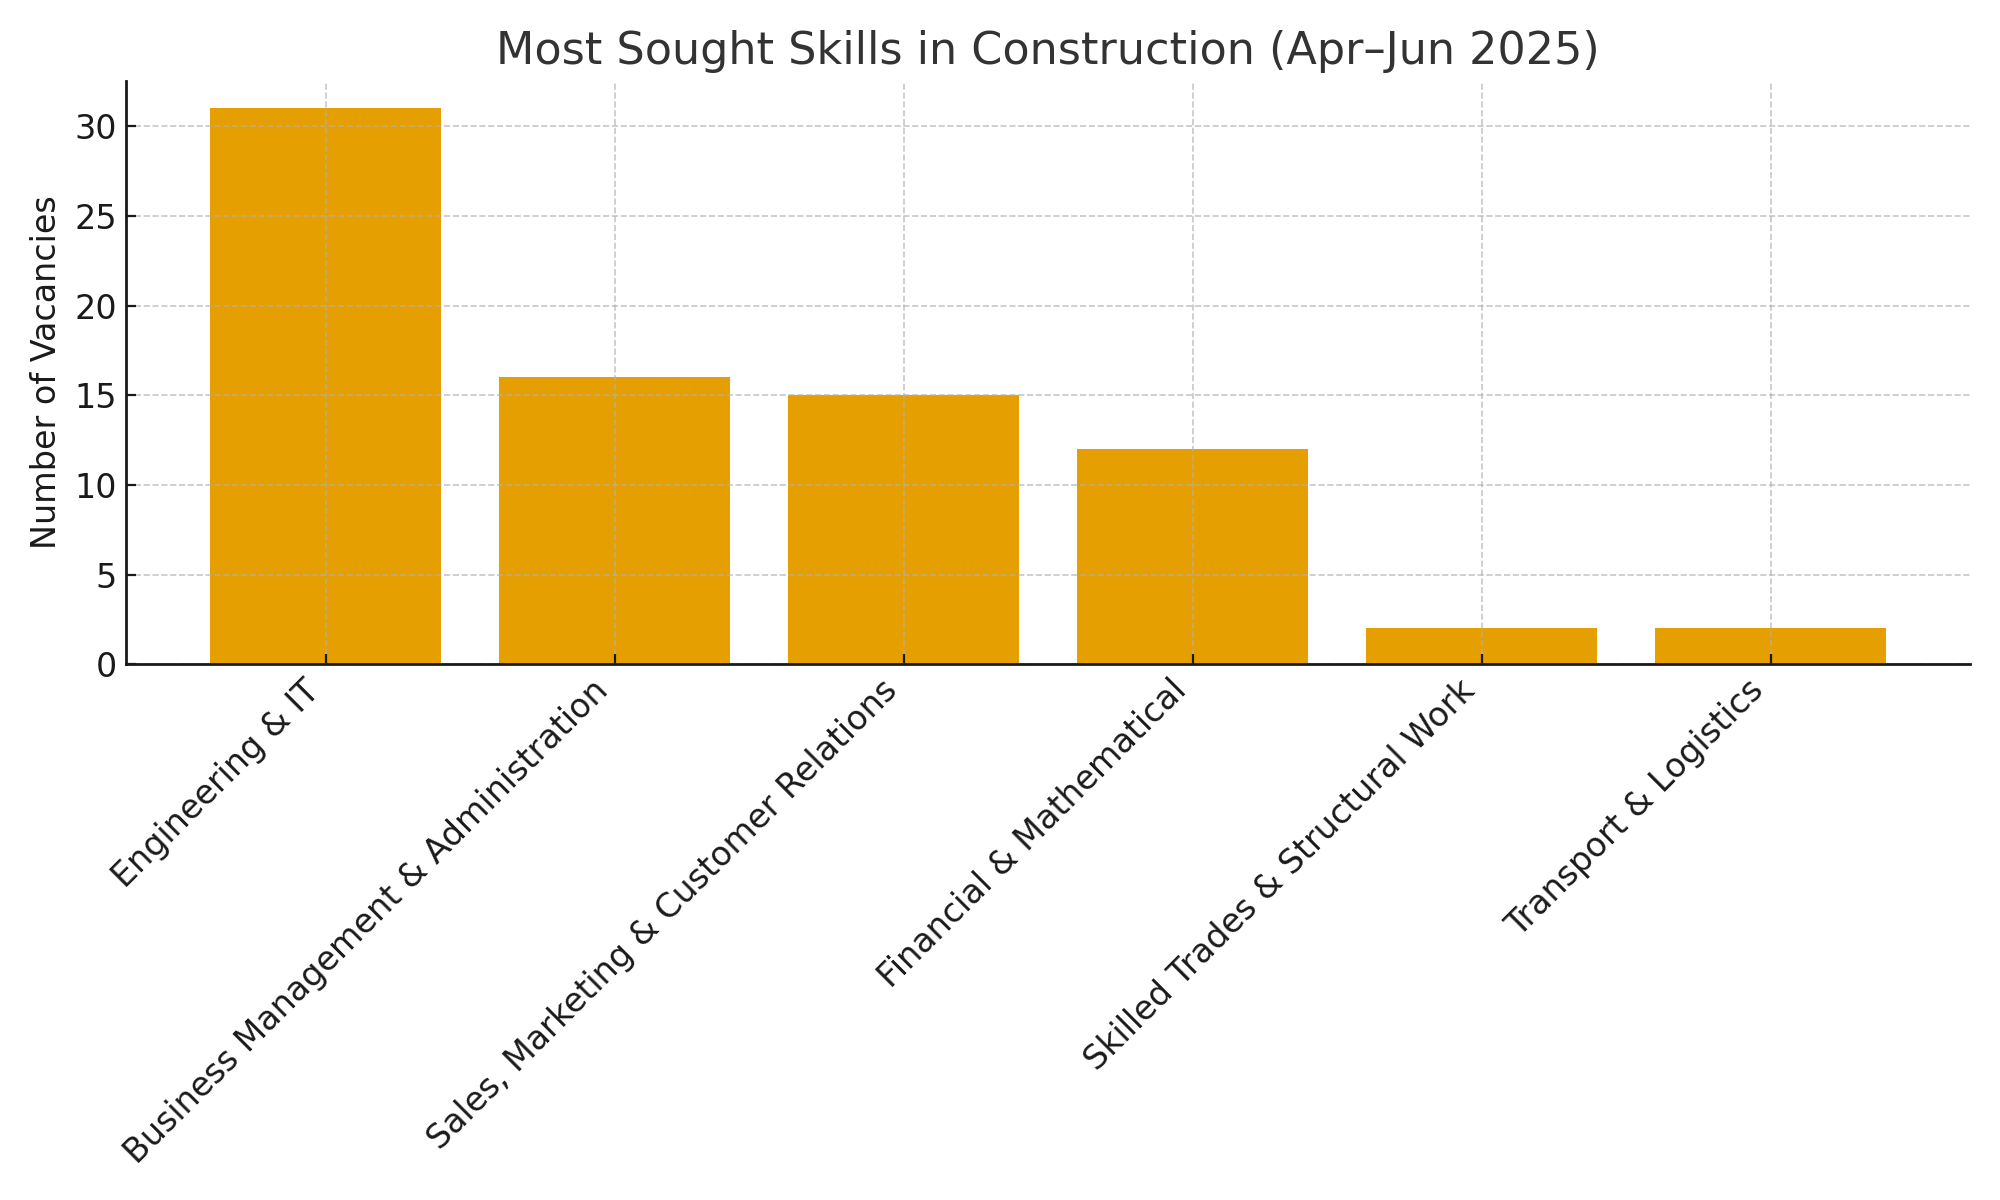 Most Sought Skills in Construction (Apr–Jun 2025)
Number of Vacancies
30
25
20
15
10
5
0
Engineering & IT
Business Management & Administration
Sales, Marketing & Customer Relations
Financial & Mathematical
Skilled Trades & Structural Work
Transport & Logistics